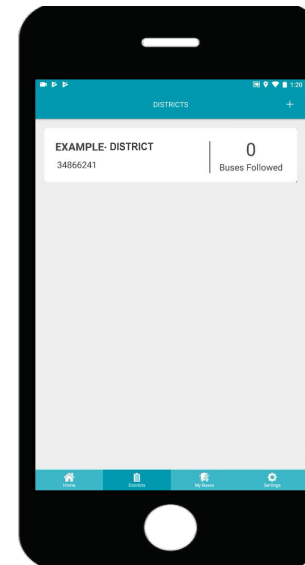 1:20
DISTRICTS +
EXAMPLE- DISTRICT
34866241
0
Buses Followed
Home
Districts
My Buses
Settings